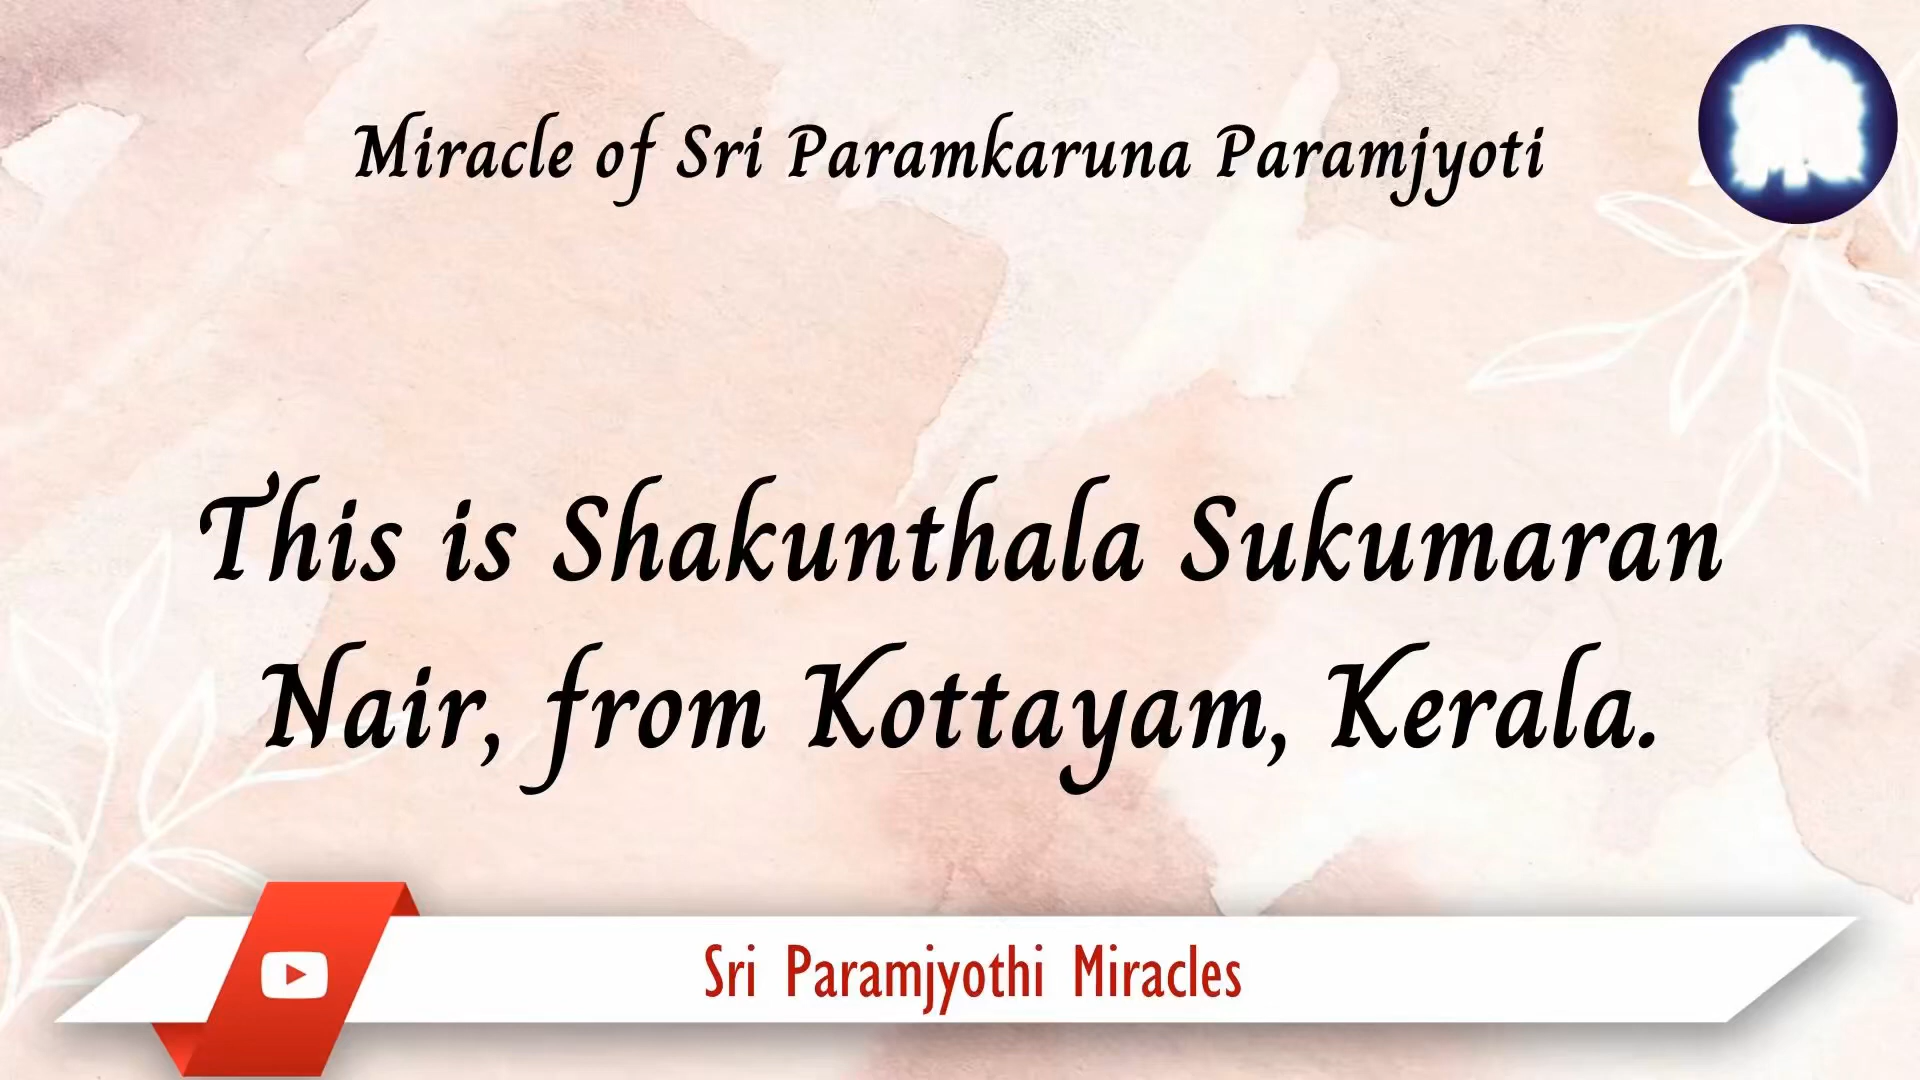 Miracle of Sri Paramkaruna Paramjyoti
This is Shakunthala Sukumaran
Nair, from Kottayam, Kerala.
Sri Paramjyothi Miracles